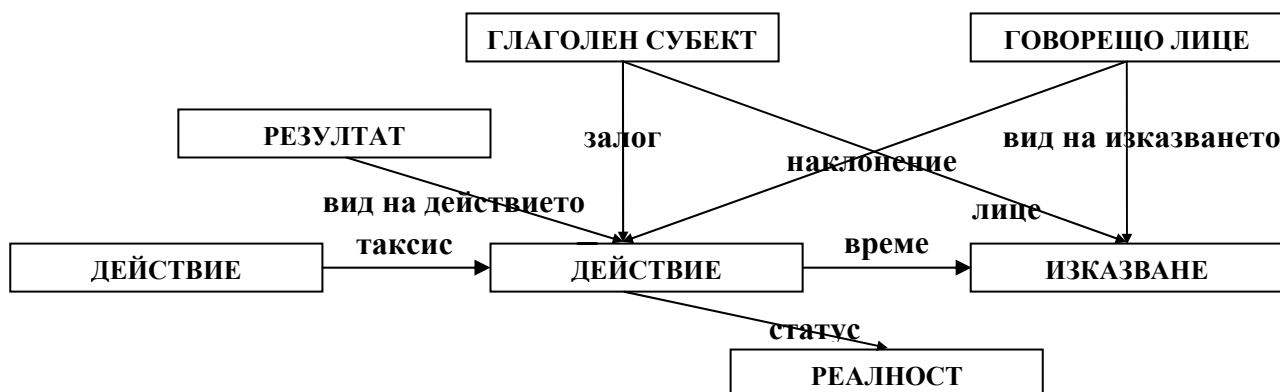 ГЛАГОЛЕН СУБЕКТ
ГОВОРЕЩО ЛИЦЕ
РЕЗУЛТАТ
залог
вид на изказването
наклонение
вид на действието
лице
таксис
време
ДЕЙСТВИЕ
ДЕЙСТВИЕ
ИЗКАЗВАНЕ
статус
РЕАЛНОСТ